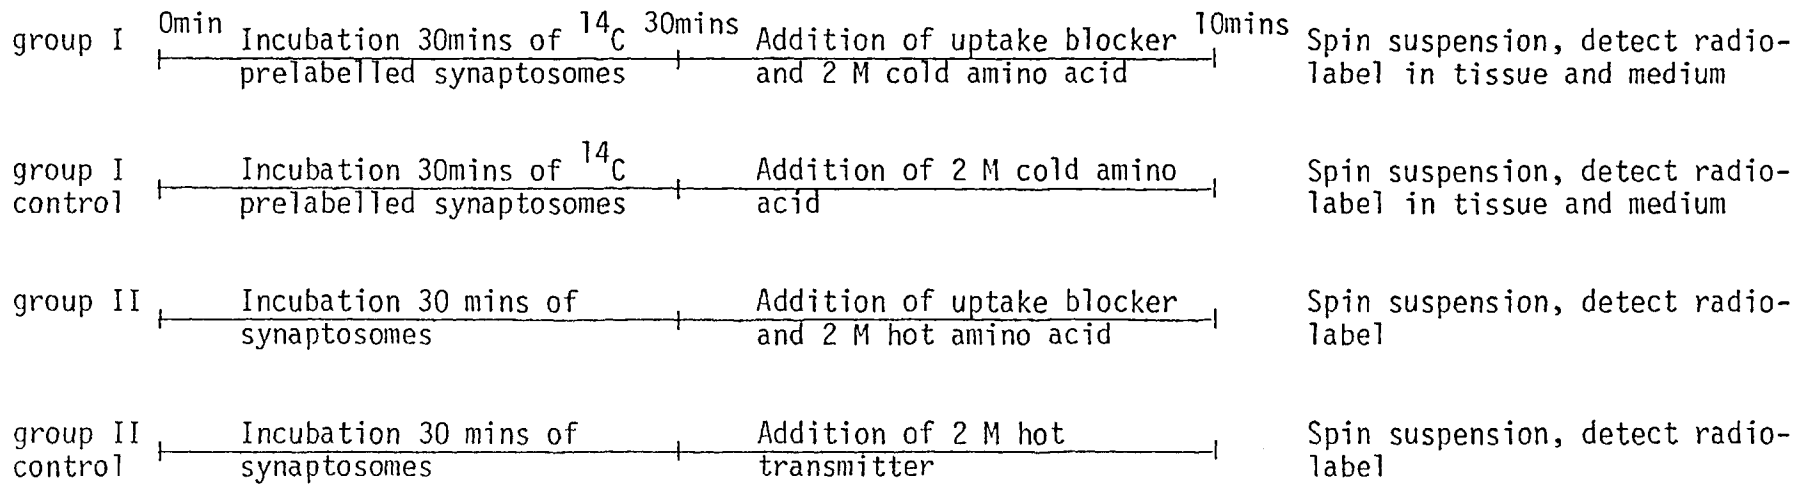 group I 0min Incubation 30mins of 14C 30mins Addition of uptake blocker 10mins Spin suspension, detect radio-
prelabelled synaptosomes and 2 M cold amino acid label in tissue and medium
group I Incubation 30mins of 14C Addition of 2 M cold amino Spin suspension, detect radio-
control prelabelled synaptosomes acid label in tissue and medium
group II Incubation 30 mins of Addition of uptake blocker Spin suspension, detect radio-
synaptosomes and 2 M hot amino acid label
group II Incubation 30 mins of Addition of 2 M hot Spin suspension, detect radio-
control synaptosomes transmitter label